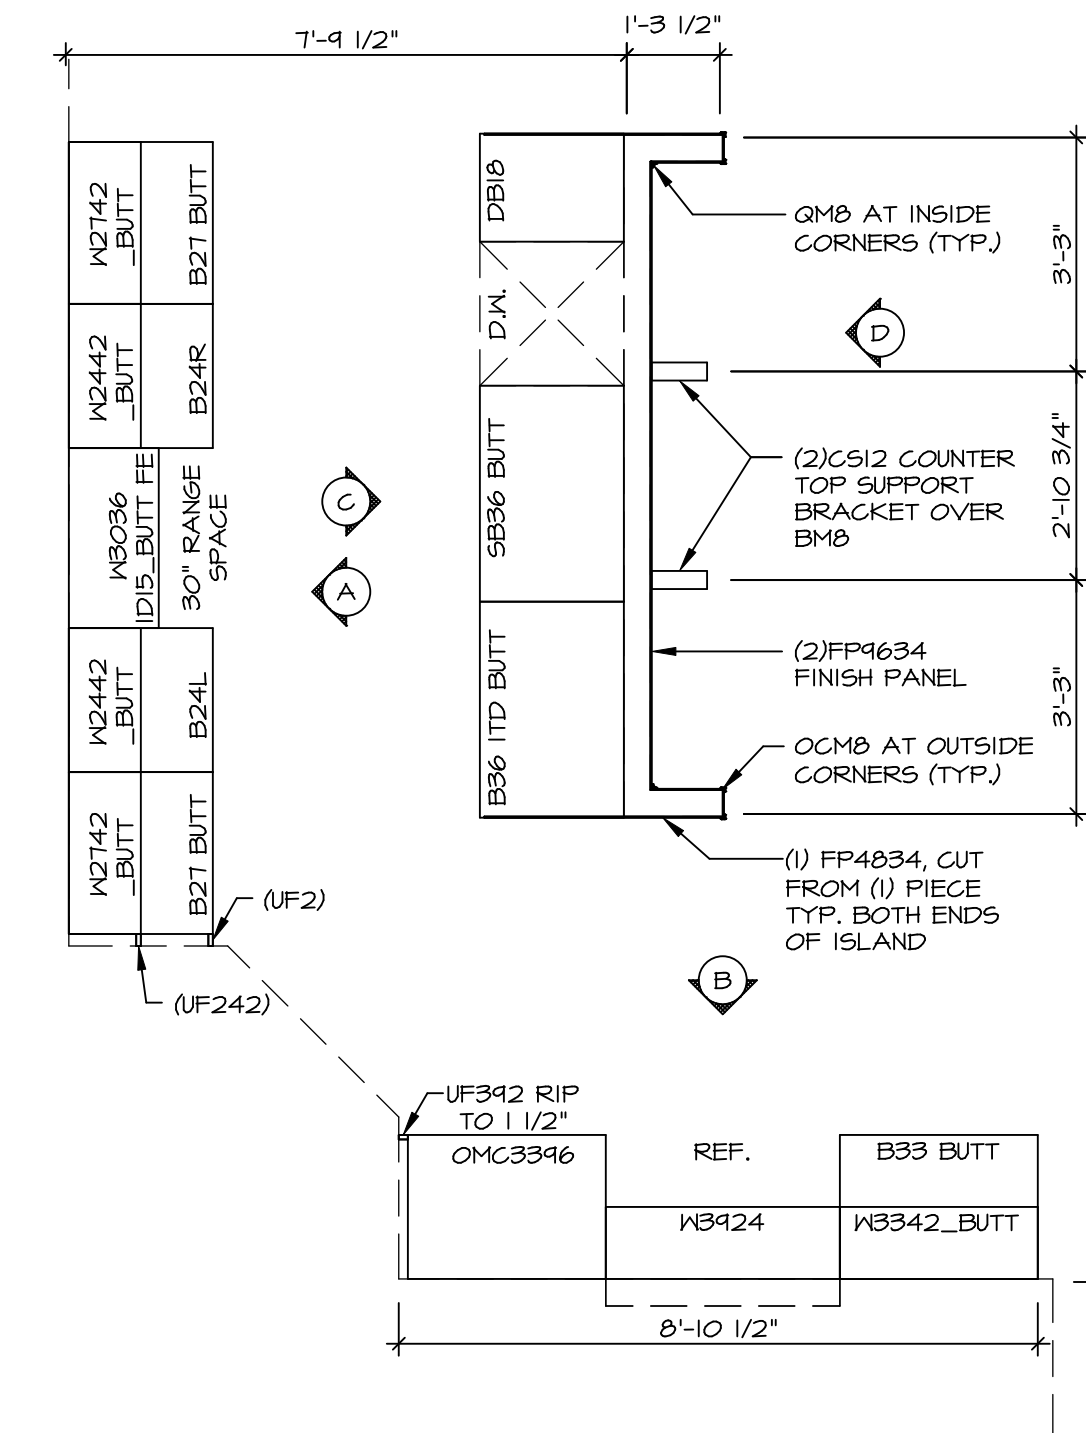 7'-9 1/2"
1'-3 1/2"
W2742
_BUTT
B27 BUTT
W2442
_BUTT
B24R
W3036
1D15_BUTT FE
30" RANGE
SPACE
W2442
_BUTT
B24L
W2742
_BUTT
B27 BUTT
(UF2)
(UF242)
DB18
D.W.
SB36 BUTT
B36 1TD BUTT
C
A
QM8 AT INSIDE
CORNERS (TYP.)
3'-3"
D
(2)CS12 COUNTER
TOP SUPPORT
BRACKET OVER
BM8
2'-10 3/4"
(2)FP9634
FINISH PANEL
3'-3"
OCM8 AT OUTSIDE
CORNERS (TYP.)
(1) FP4834, CUT
FROM (1) PIECE
TYP. BOTH ENDS
OF ISLAND
B
UF392 RIP
TO 1 1/2"
OMC3396
REF.
B33 BUTT
W3924
W3342_BUTT
8'-10 1/2"